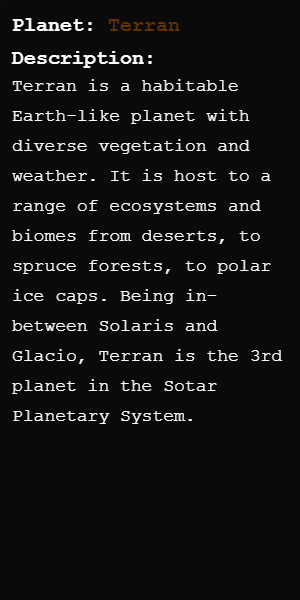 Planet: Terran
Description:
Terran is a habitable
Earth-like planet with
diverse vegetation and
weather. It is host to a
range of ecosystems and
biomes from deserts, to
spruce forests, to polar
ice caps. Being in-
between Solaris and
Glacio, Terran is the 3rd
planet in the Sotar
Planetary System.